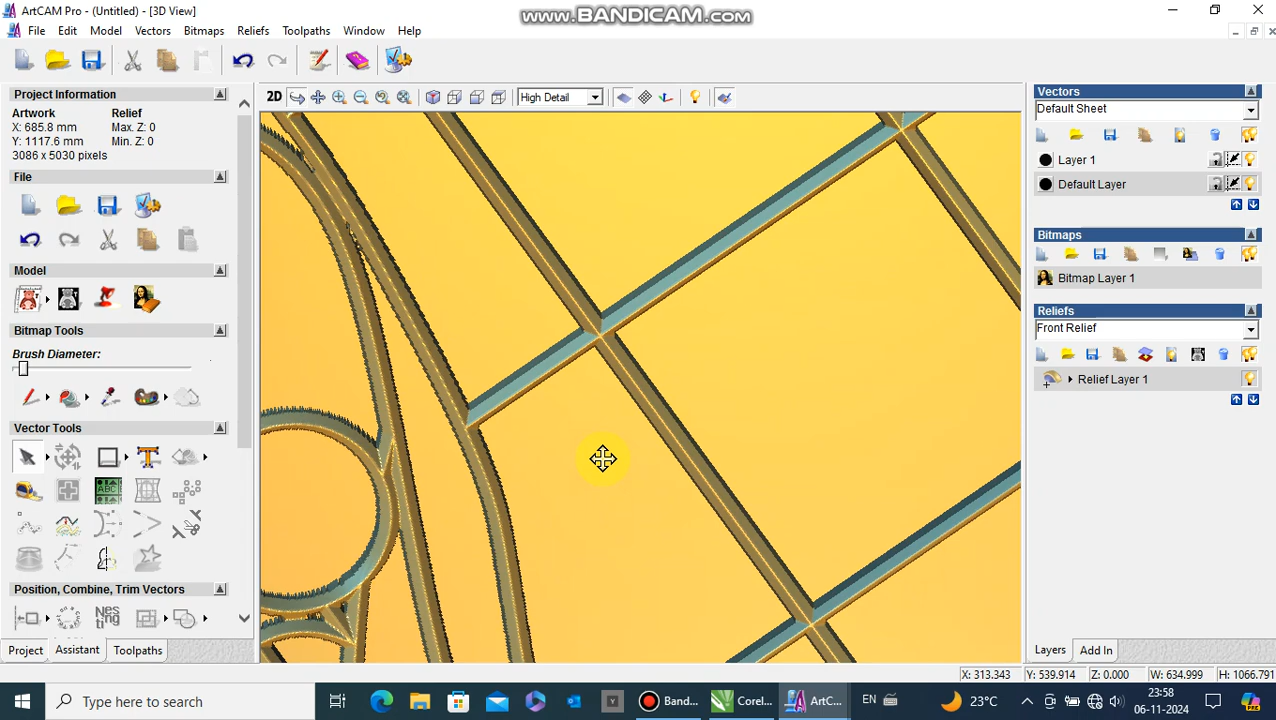 ArtCAM Pro - (Untitled) - [3D View]
www.BANDICAM.com
File Edit Model Vectors Bitmaps Reliefs Toolpaths Window Help
Project Information
Artwork Relief
X: 685.8 mm Max. Z: 0
Y: 1117.6 mm Min. Z: 0
3086 x 5030 pixels
File
Model
Bitmap Tools
Brush Diameter:
Vector Tools
ABC
Position, Combine, Trim Vectors
Nes
ting
Project Assistant Toolpaths
2D High Detail
Vectors
Default Sheet
Layer 1
Default Layer
Bitmaps
Bitmap Layer 1
Reliefs
Front Relief
Relief Layer 1
Layers Add In
X: 313.343 Y: 539.914 Z: 0.000 W: 634.999 H: 1066.791
Type here to search
Band... Corel... ArtC...
23°C
EN
23:58
06-11-2024